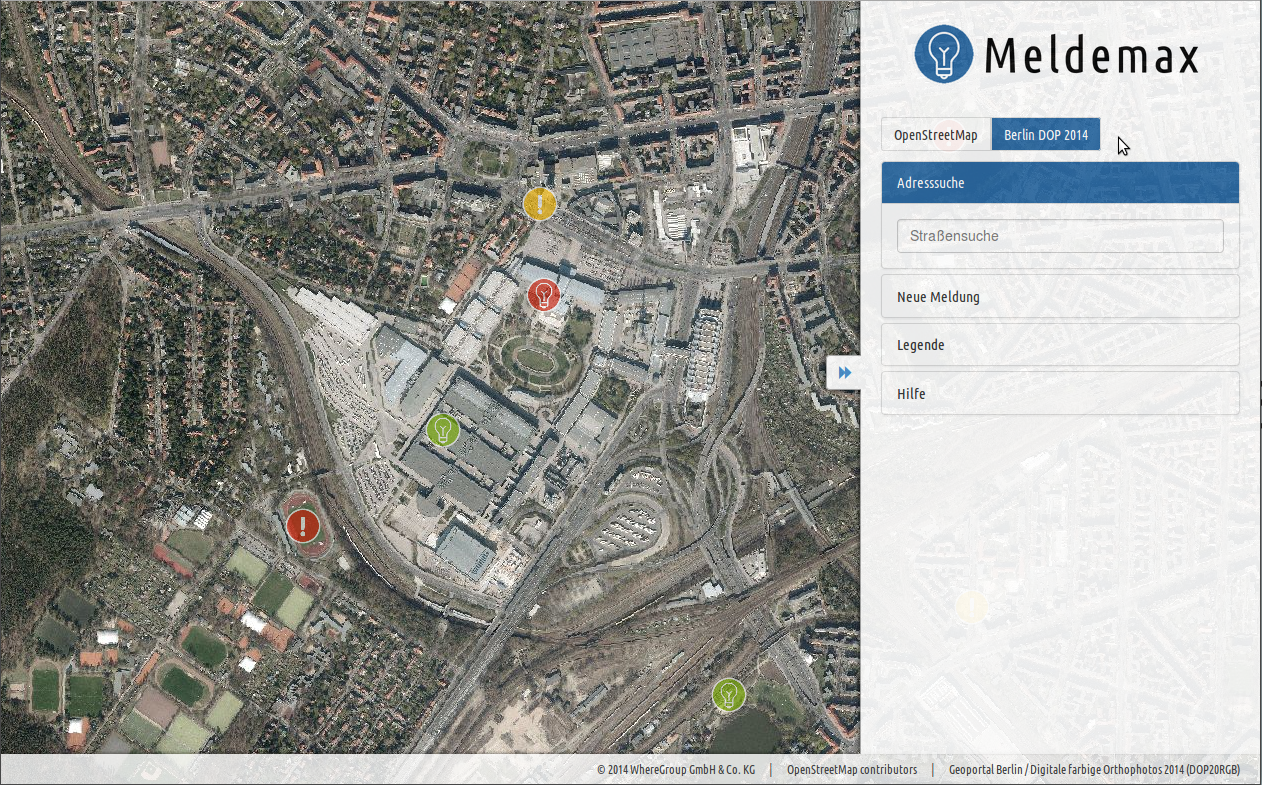 Meldemax
OpenStreetMap
Berlin DOP 2014
Adresssuche
Straßensuche
Neue Meldung
Legende
Hilfe
© 2014 WhereGroup GmbH & Co. KG | OpenStreetMap contributors | Geoportal Berlin / Digitale farbige Orthophotos 2014 (DOP20RGB)